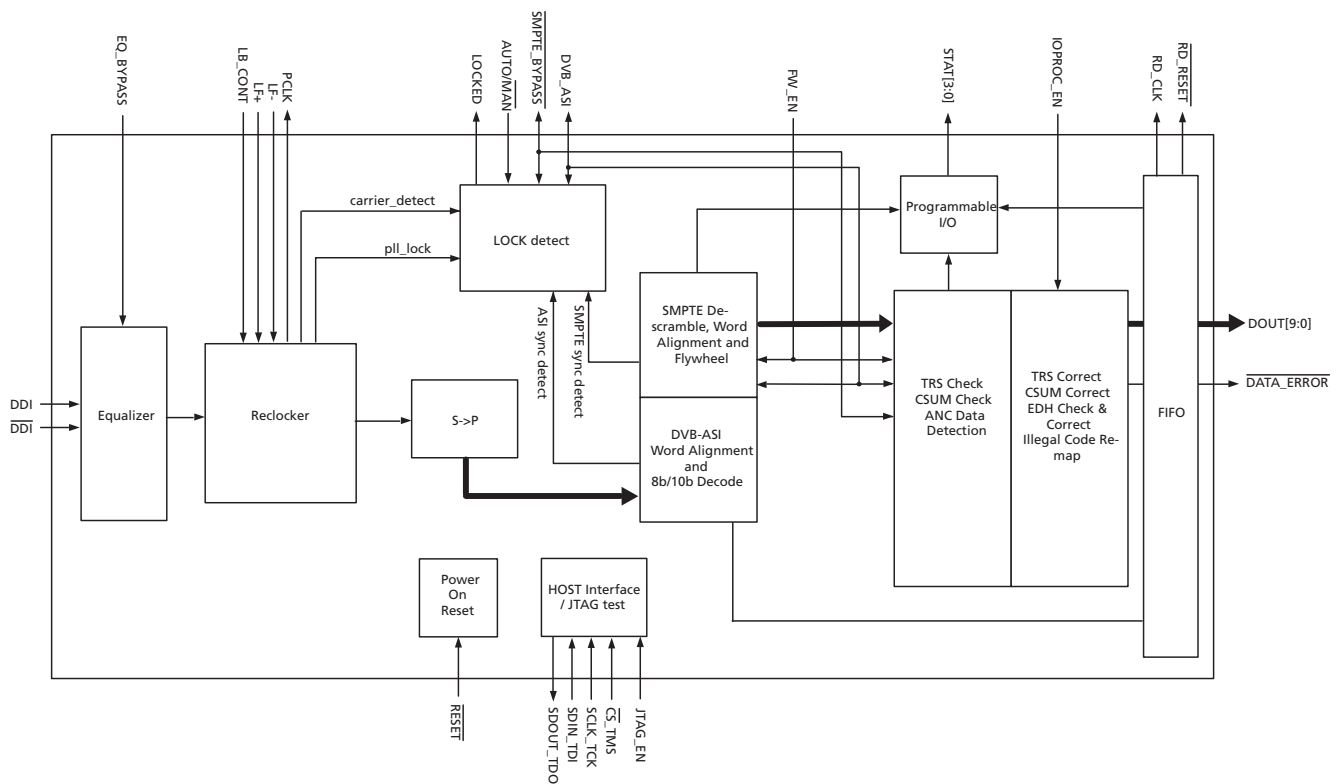 EQ_BYPASS
LB_CONT
LF+
LF-
PCLK
LOCKED
AUTO/MAN
SMPTE_BYPASS
DVB_ASI
FW_EN
STAT[3:0]
IOPROC_EN
RD_CLK
RD_RESET
carrier_detect
pll_lock
LOCK detect
Programmable
I/O
ASI sync detect
SMPTE sync detect
SMPTE De-
scramble, Word
Alignment and
Flywheel
DOUT[9:0]
DDI
DDI
Equalizer
Reclocker
S->P
TRS Check
CSUM Check
ANC Data
Detection
TRS Correct
CSUM Correct
EDH Check &
Correct
Illegal Code Re-
map
FIFO
DATA_ERROR
DVB-ASI
Word Alignment
and
8b/10b Decode
Power
On
Reset
HOST Interface
/ JTAG test
RESET
SDOUT_TDO
SDIN_TDI
SCLK_TCK
CS_TMS
JTAG_EN